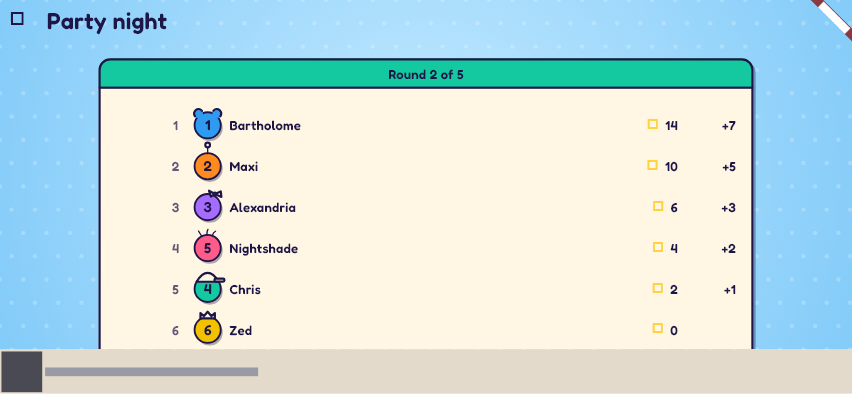 Party night
Round 2 of 5
1 1 Bartholome 14 +7
2 2 Maxi 10 +5
3 3 Alexandria 6 +3
4 5 Nightshade 4 +2
5 4 Chris 2 +1
6 6 Zed 0